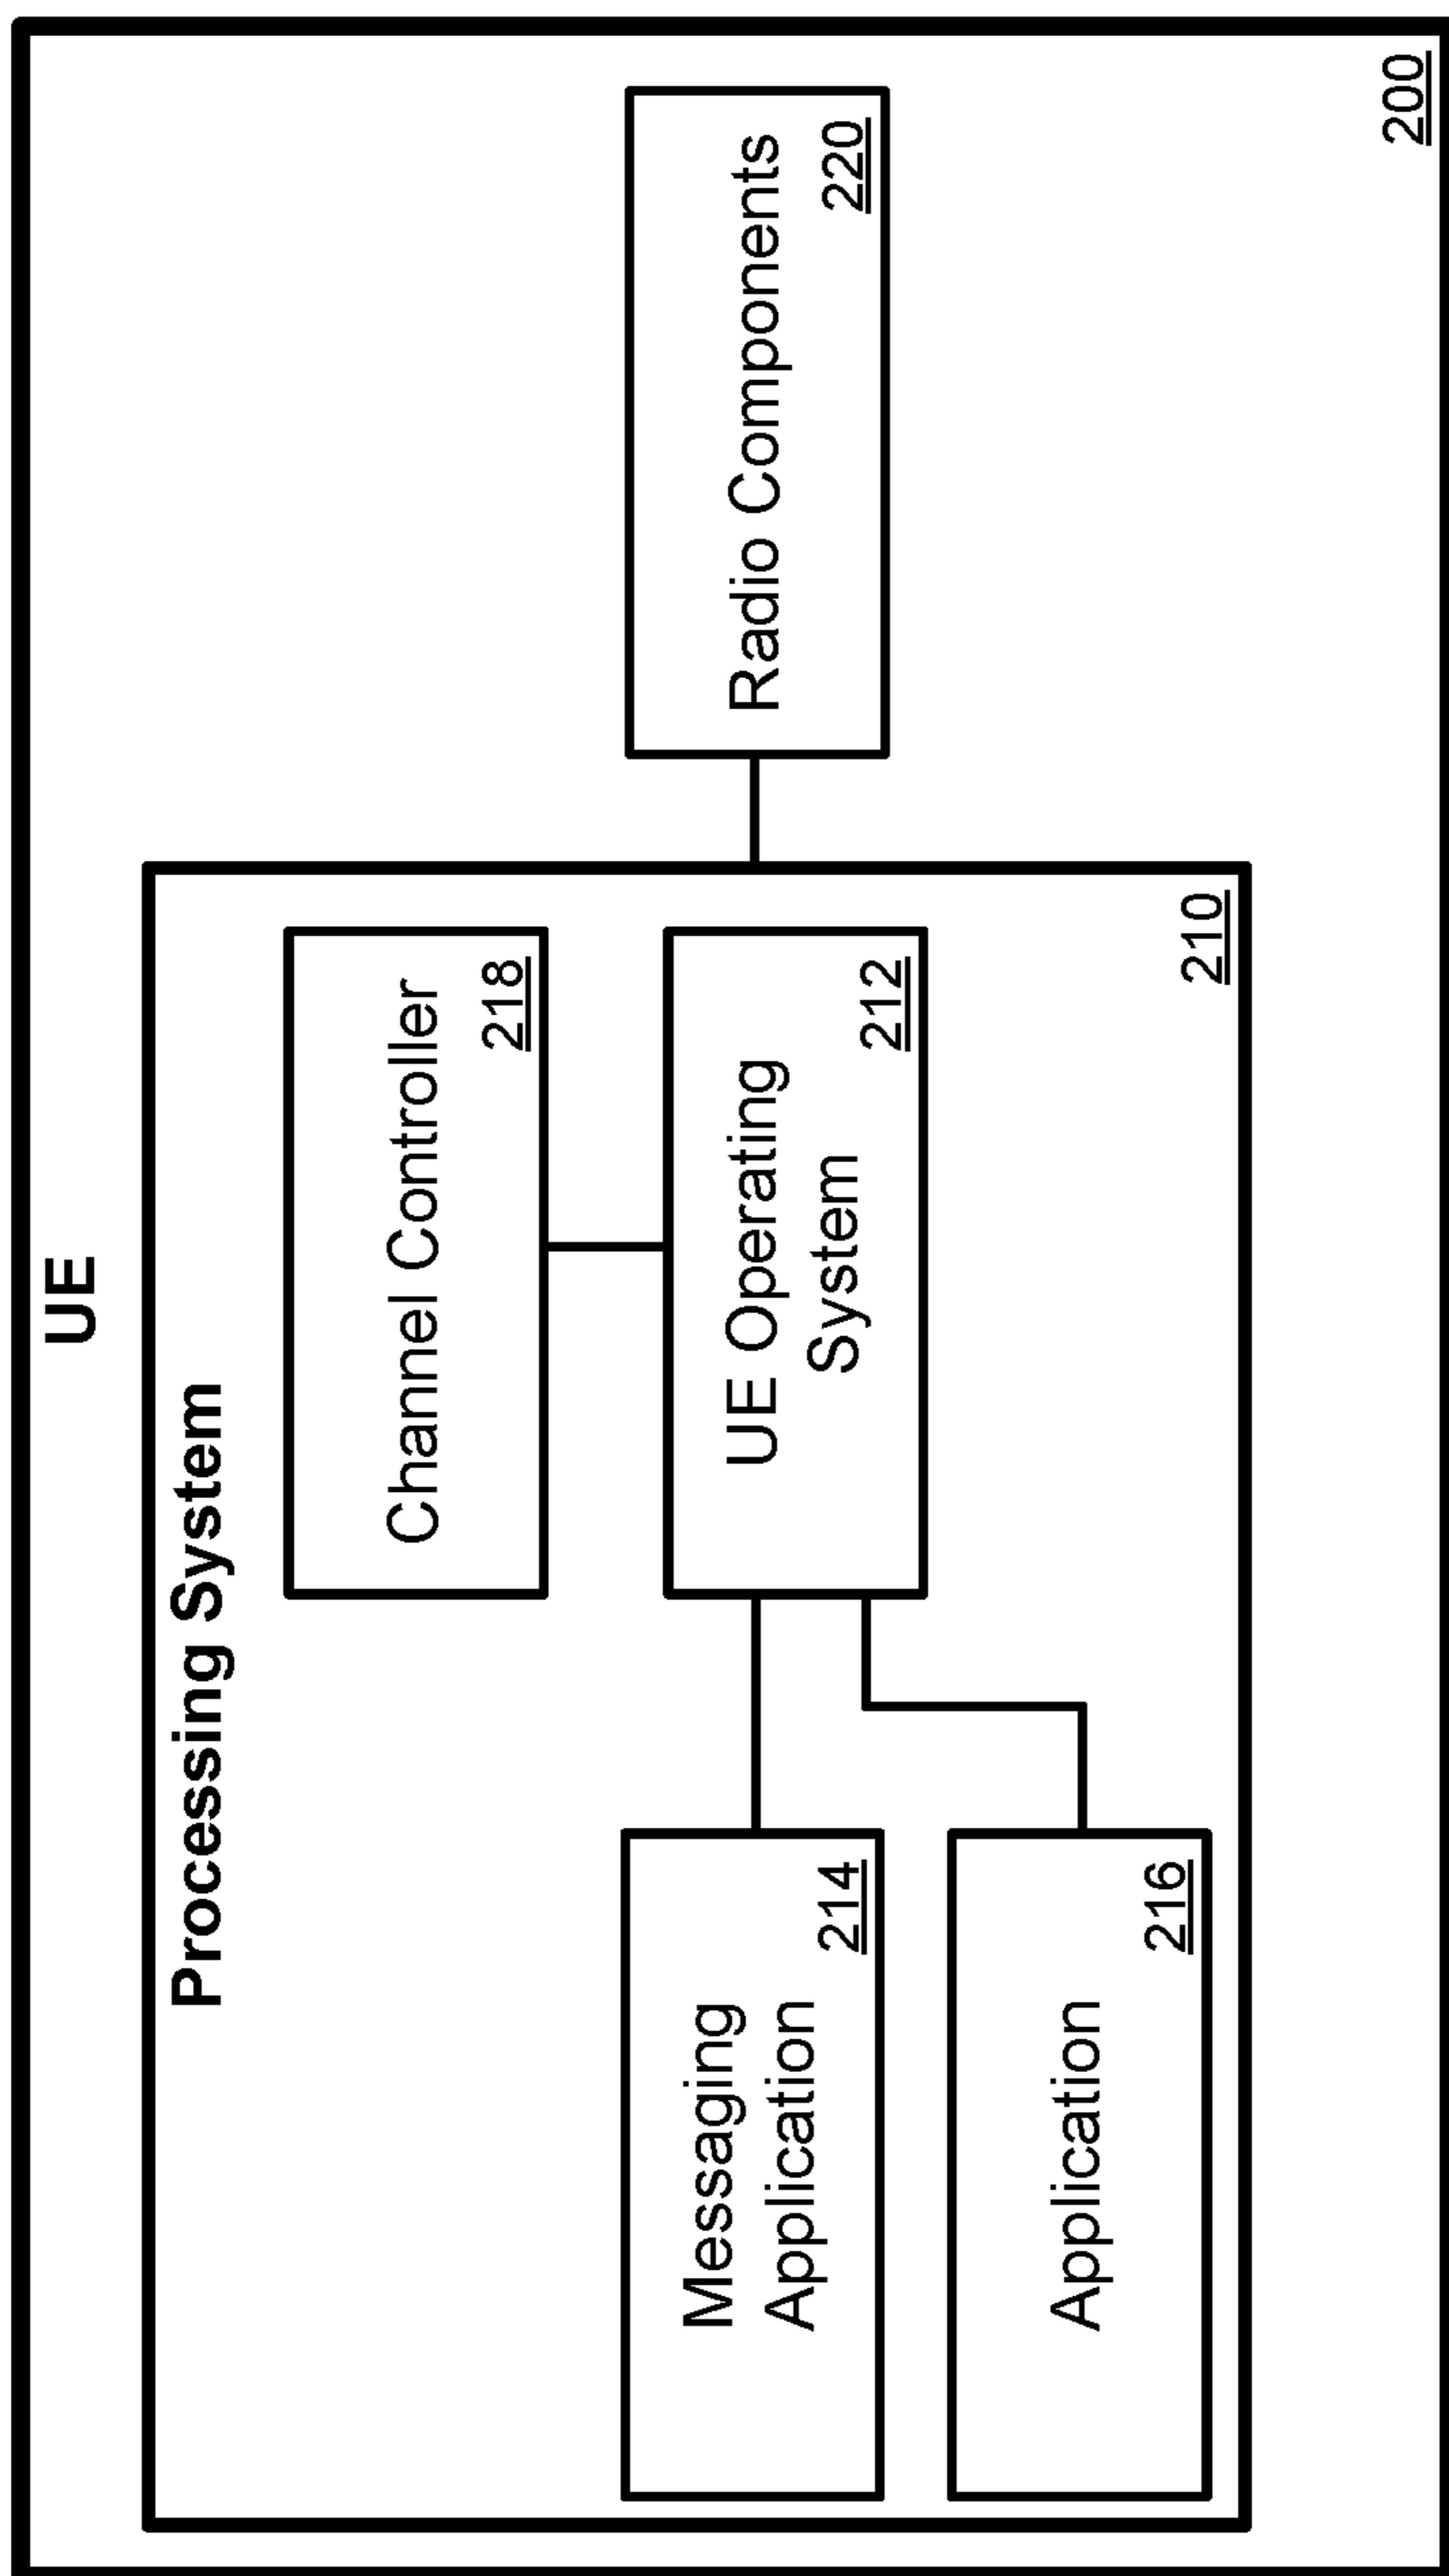 UE
Processing System
Channel Controller
218
Messaging
Application
214
UE Operating
System
212
Radio Components
220
Application
216
210
200